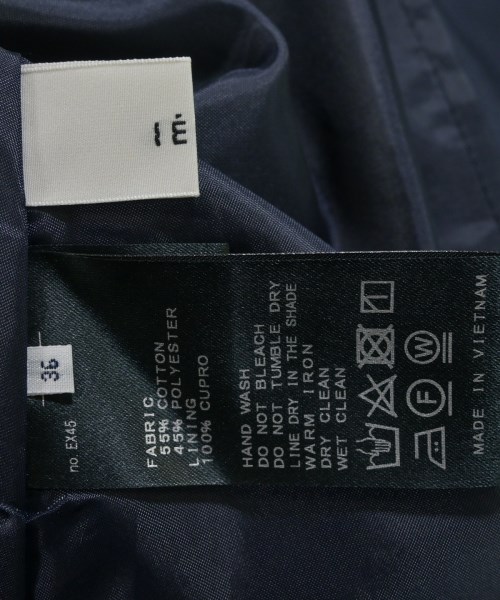 m̃.
36
no. EX45
FABRIC
55% COTTON
45% POLYESTER
LINING
100% CUPRO
HAND WASH
DO NOT BLEACH
DO NOT TUMBLE DRY
LINE DRY IN THE SHADE
WARM IRON
DRY CLEAN
WET CLEAN
F
W
MADE IN VIETNAM